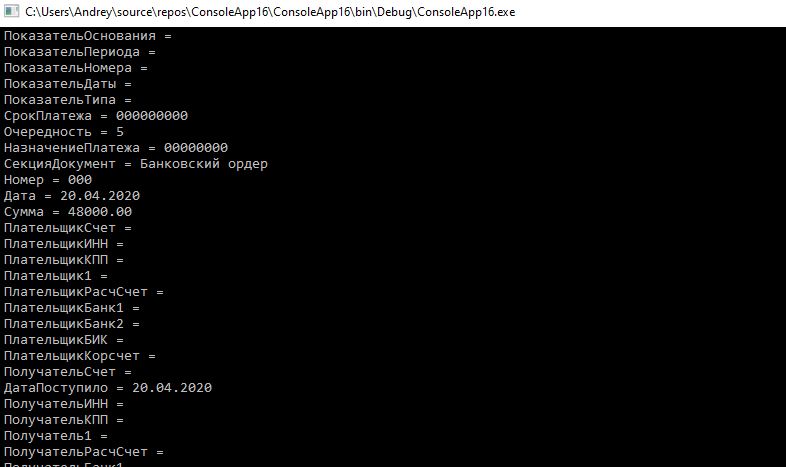 C:\Users\Andrey\source\repos\ConsoleApp16\ConsoleApp16\bin\Debug\ConsoleApp16.exe
ПоказательОснования =
ПоказательПериода =
ПоказательНомера =
ПоказательДаты =
ПоказательТипа =
СрокПлатежа = 000000000
Очередность = 5
НазначениеПлатежа = 00000000
СекцияДокумент = Банковский ордер
Номер = 000
Дата = 20.04.2020
Сумма = 48000.00
ПлательщикСчет =
ПлательщикИНН =
ПлательщикКПП =
Плательщик1 =
ПлательщикРасчСчет =
ПлательщикБанк1 =
ПлательщикБанк2 =
ПлательщикБИК =
ПлательщикКорсчет =
ПолучательСчет =
ДатаПоступило = 20.04.2020
ПолучательИНН =
ПолучательКПП =
Получатель1 =
ПолучательРасчСчет =
ПолучательБанк1